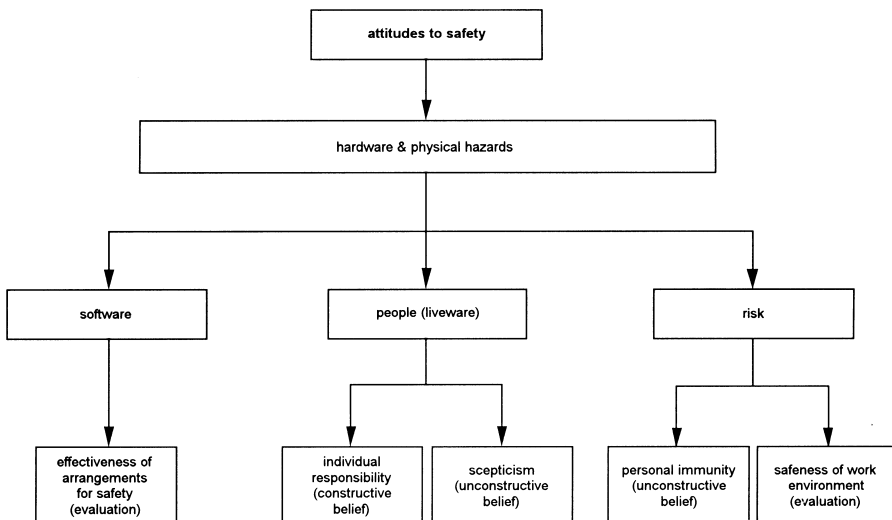 attitudes to safety
hardware & physical hazards
software
people (liveware)
risk
effectiveness of
arrangements
for safety
(evaluation)
individual
responsibility
(constructive
belief)
scepticism
(unconstructive
belief)
personal immunity
(unconstructive
belief)
safeness of work
environment
(evaluation)